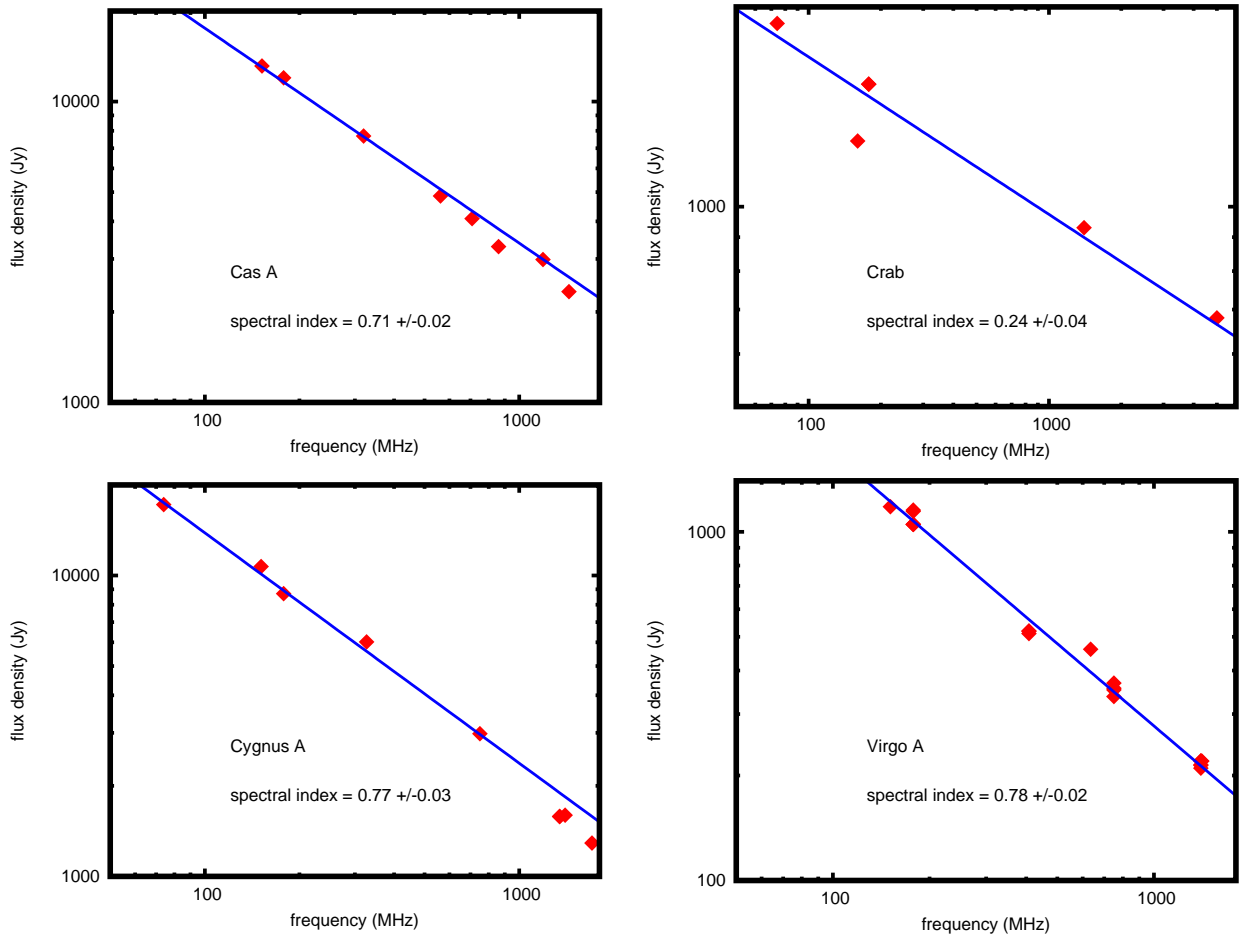 10000
1000
100
1000
flux density (Jy)
frequency (MHz)
Cas A
spectral index = 0.71 +/-0.02
1000
100
1000
flux density (Jy)
frequency (MHz)
Crab
spectral index = 0.24 +/-0.04
10000
1000
100
1000
flux density (Jy)
frequency (MHz)
Cygnus A
spectral index = 0.77 +/-0.03
1000
100
100
1000
flux density (Jy)
frequency (MHz)
Virgo A
spectral index = 0.78 +/-0.02